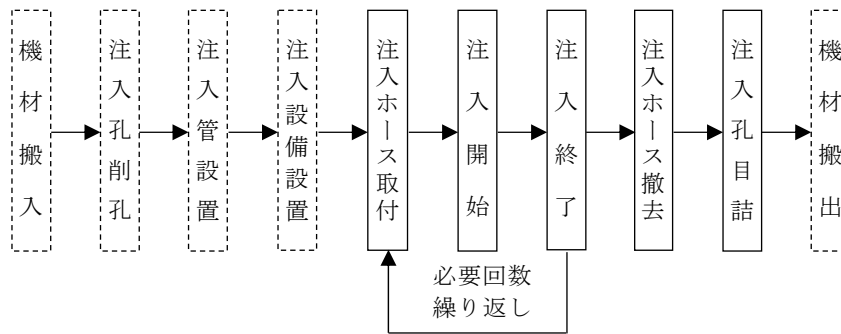 機材搬入
注入孔削孔
注入管設置
注入設備設置
注入ホース取付
注入開始
注入終了
注入ホース撤去
注入孔目詰
機材搬出
必要回数
繰り返し